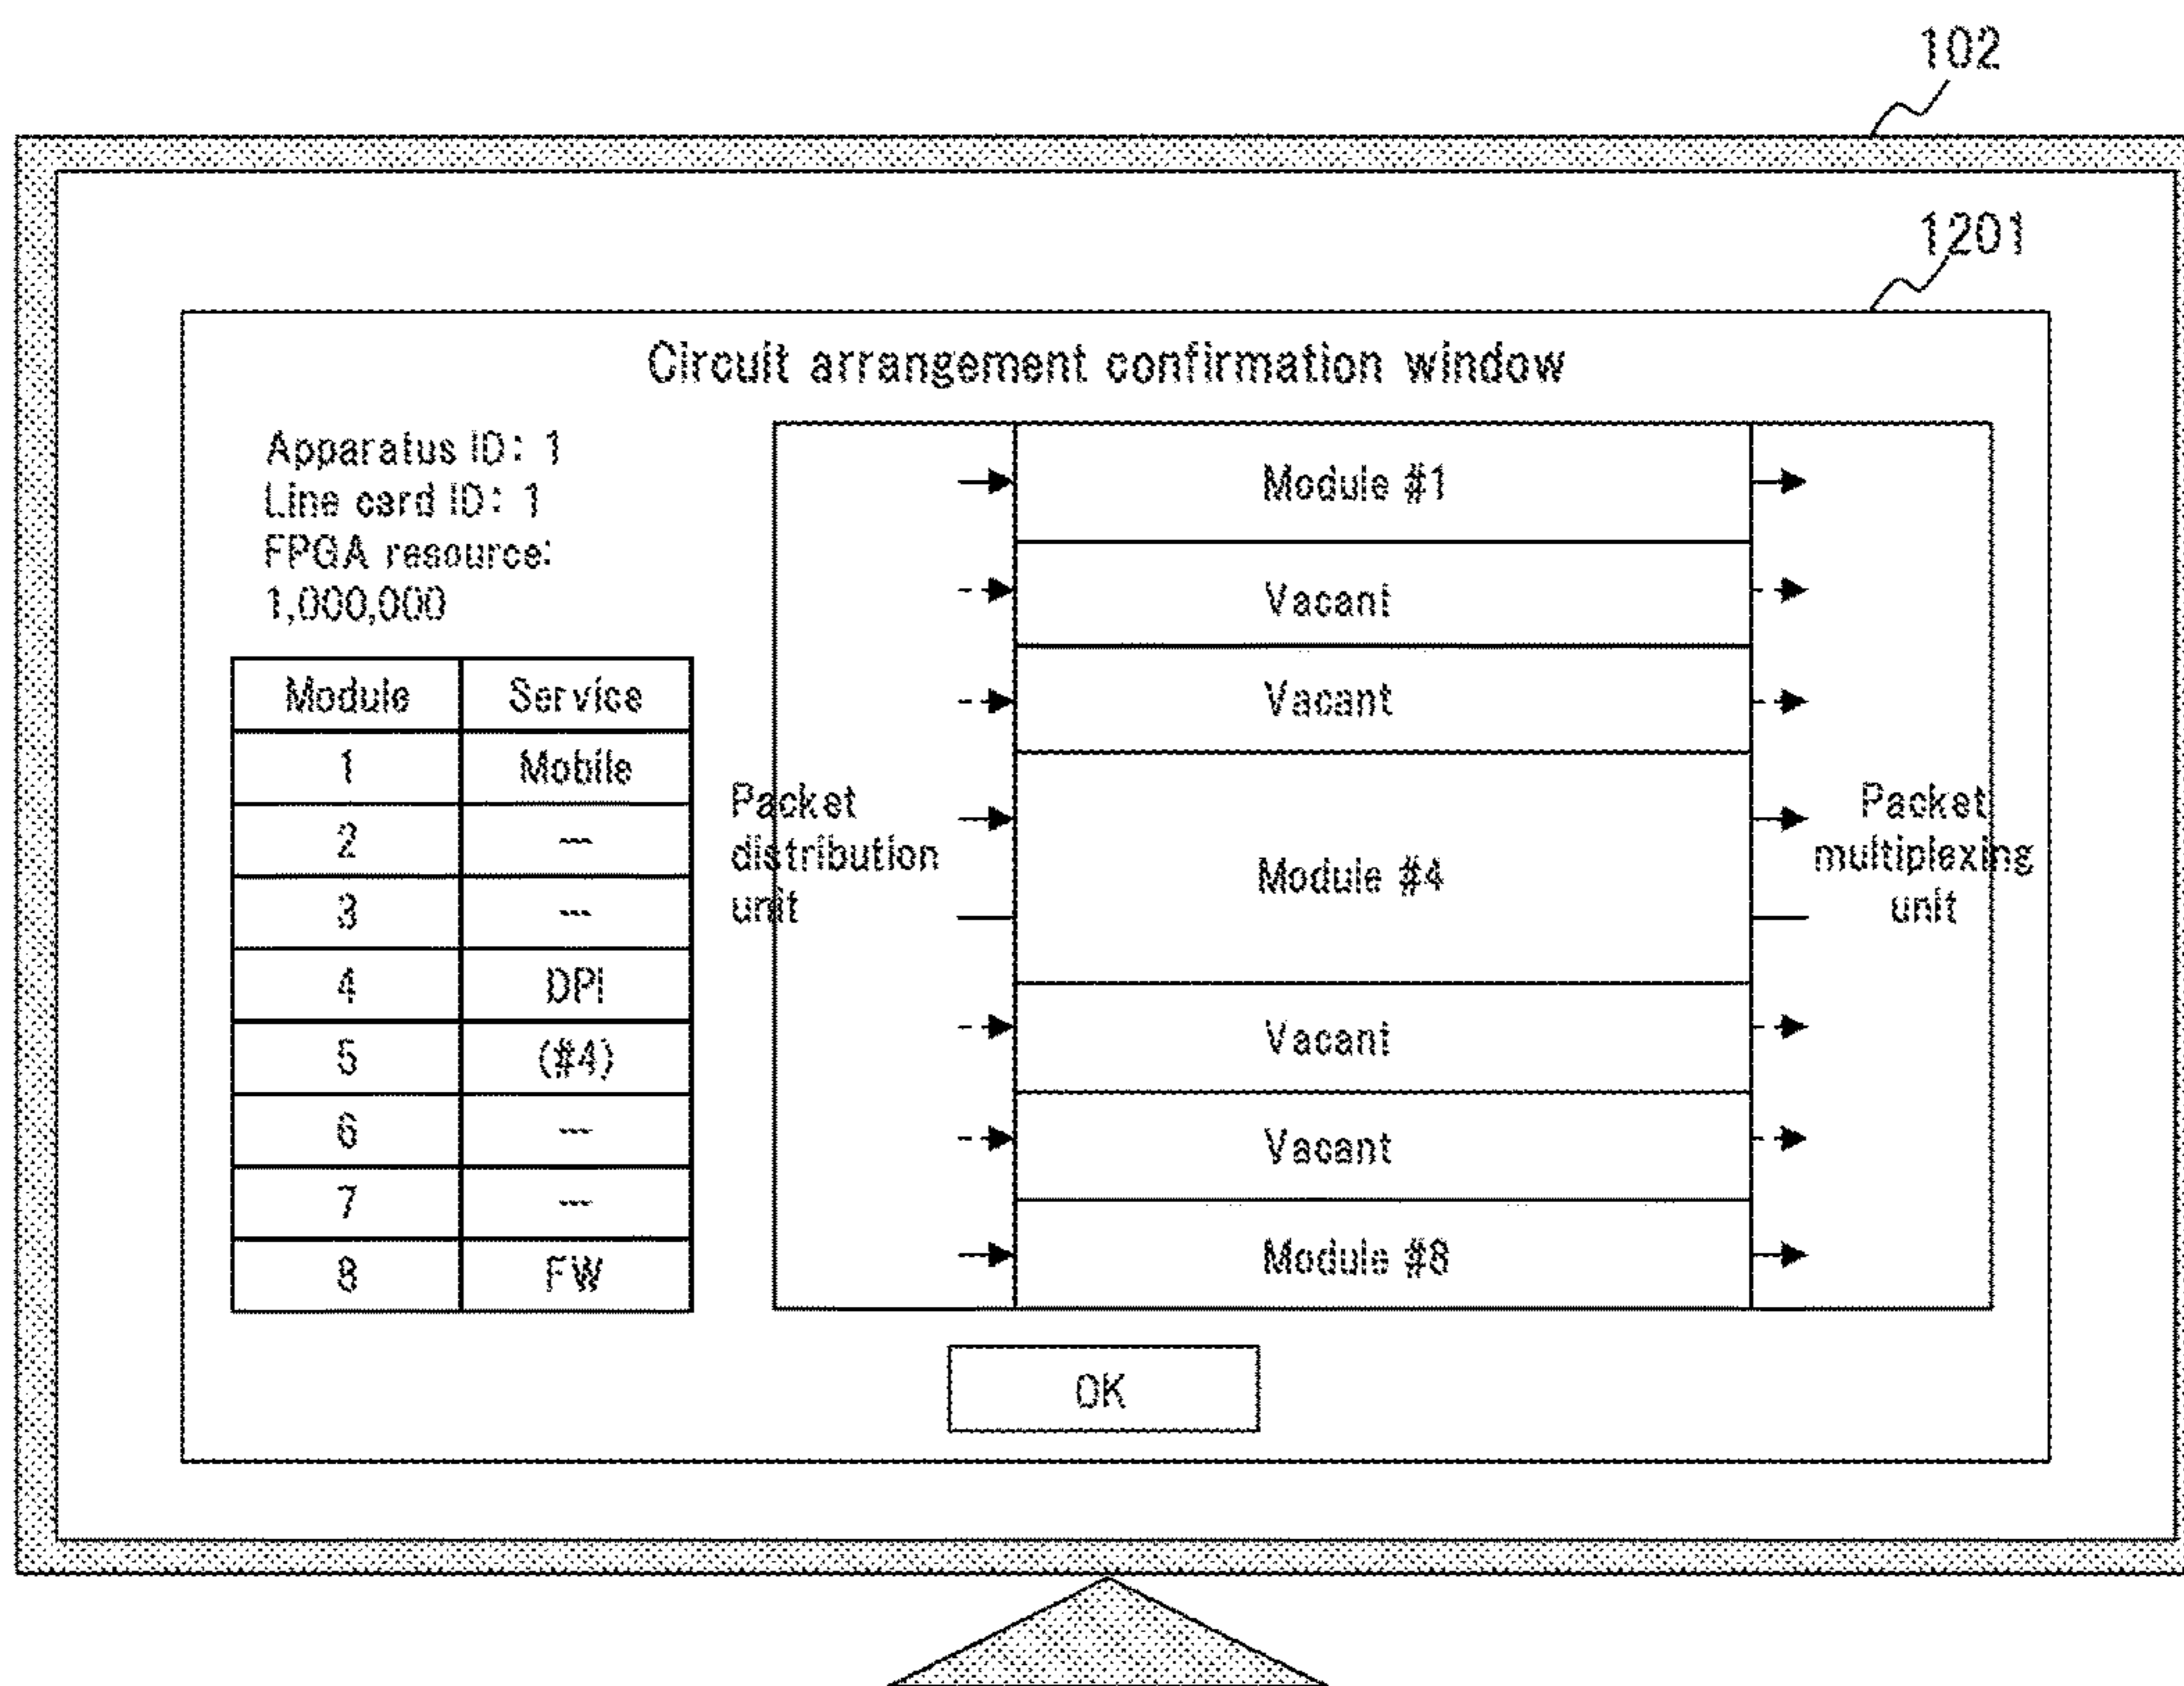 102
1201
Circuit arrangement confirmation window
Apparatus ID: 1
Line card ID: 1
FPGA resource:
1,000,000
Module Service
1 Mobile
2 ---
3 ---
4 DPI
5 (#4)
6 ---
7 ---
8 FW
Packet
distribution
unit
Module #1
Vacant
Vacant
Module #4
Vacant
Vacant
Module #8
Packet
multiplexing
unit
OK